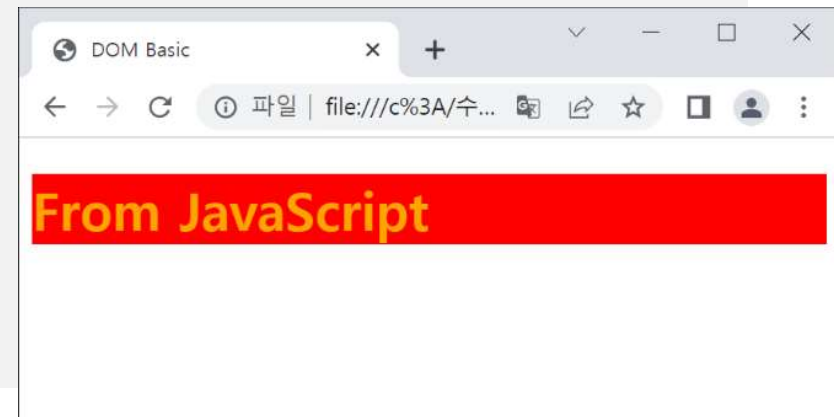 DOM Basic
파일 | file:///c%3A/수...
From JavaScript